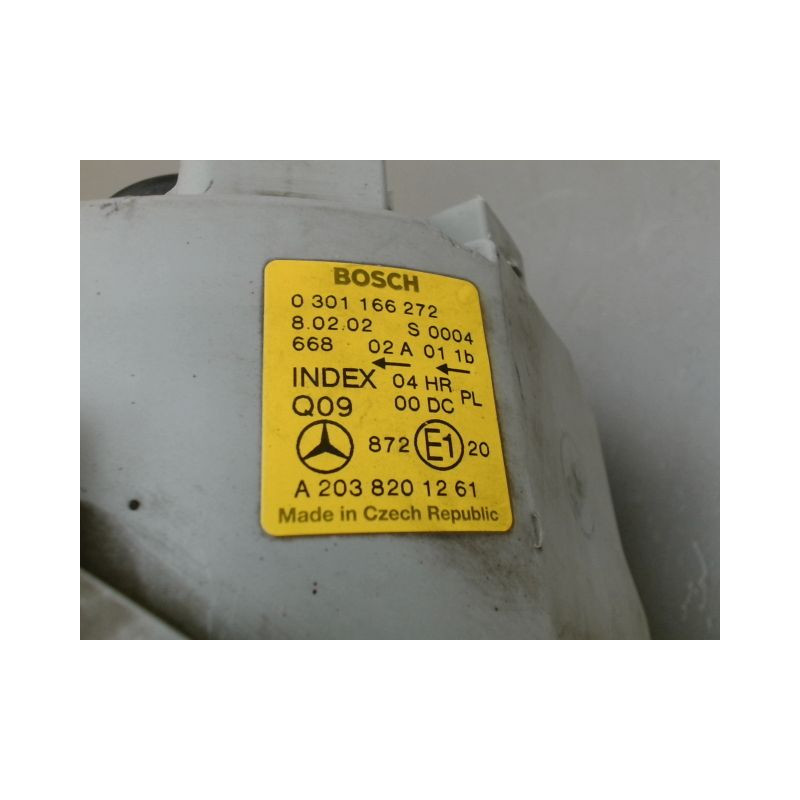 BOSCH
0 301 166 272
8.02.02 S 0004
668 02 A 01 1b
INDEX 04 HR PL
Q09 00 DC
872 E1 20
A 203 820 12 61
Made in Czech Republic